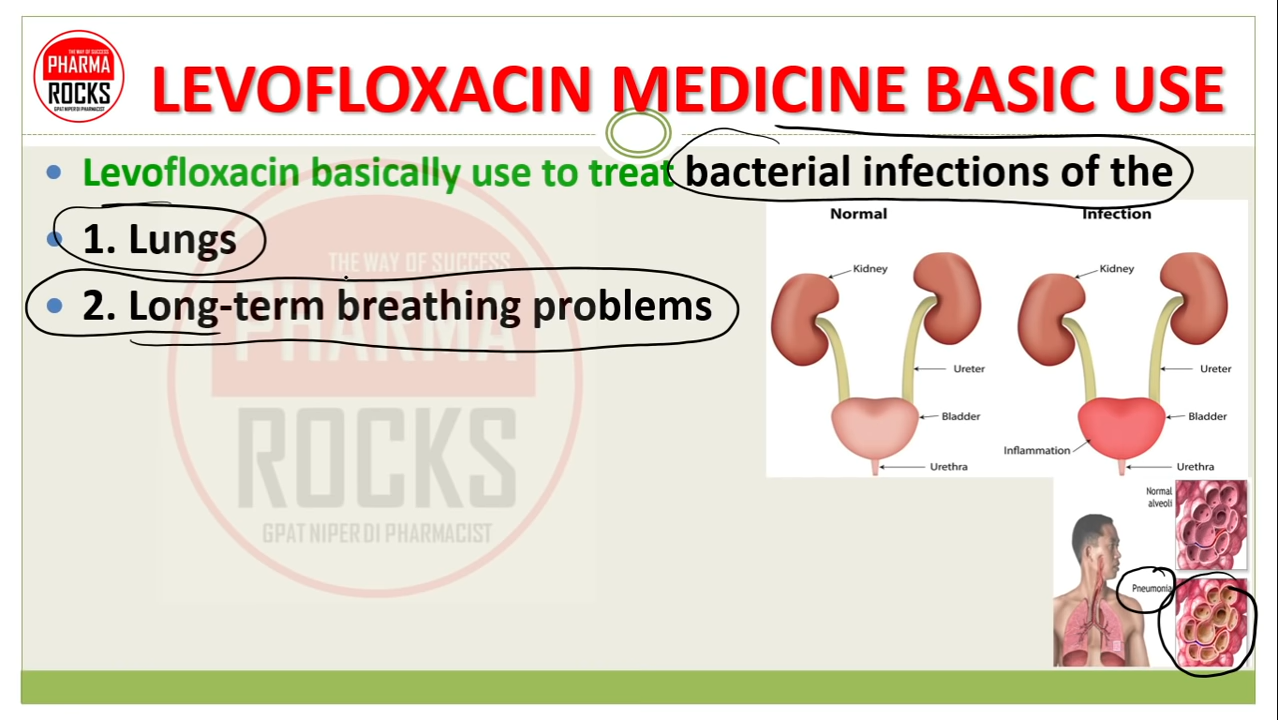 THE WAY OF SUCCESS
PHARMA
ROCKS
GPAT NIPER DI PHARMACIST
LEVOFLOXACIN MEDICINE BASIC USE
• Levofloxacin basically use to treat bacterial infections of the
• 1. Lungs
• 2. Long-term breathing problems
THE WAY OF SUCCESS
PHARMA
ROCKS
GPAT NIPER DI PHARMACIST
Normal
Kidney
Ureter
Bladder
Urethra
Infection
Kidney
Ureter
Bladder
Inflammation
Urethra
Normal
alveoli
Pneumonia